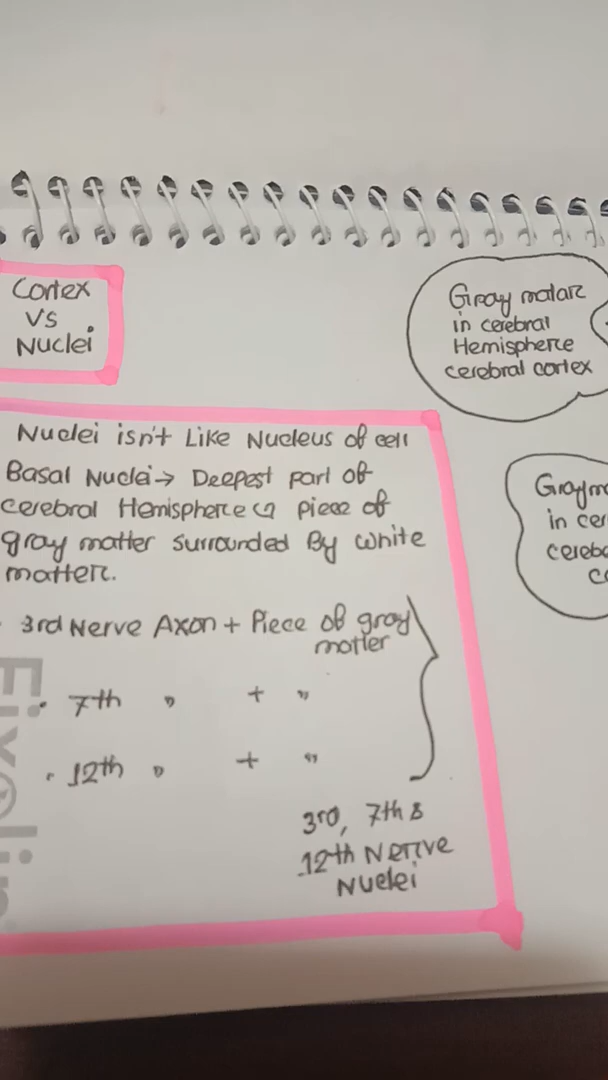 Cortex
VS
Nuclei
Gray matar
in cerebral
Hemisphere
cerebral cortex
Nuclei isn't Like Nucleus of cell
Basal Nuclei → Deepest part of
cerebral Hemisphere piece of
gray matter surrounded By white
matter.
3rd Nerve Axon + Piece of gray
matter
• 7th " + "
• 12th " + "
3rd, 7th &
12th Nerve
Nuclei
in